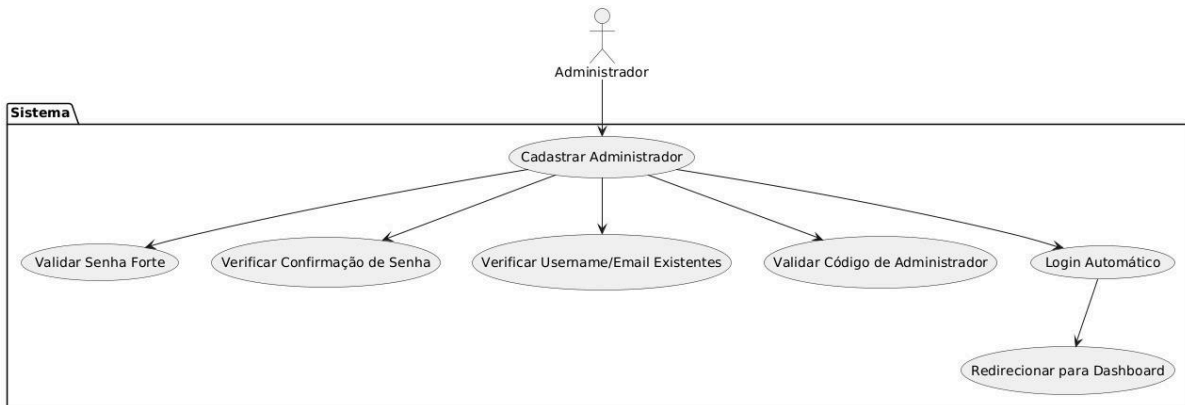 Administrador
Sistema
Cadastrar Administrador
Validar Senha Forte
Verificar Confirmação de Senha
Verificar Username/Email Existentes
Validar Código de Administrador
Login Automático
Redirecionar para Dashboard